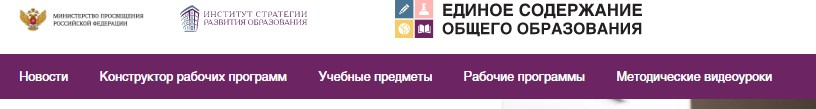 МИНИСТЕРСТВО ПРОСВЕЩЕНИЯ
РОССИЙСКОЙ ФЕДЕРАЦИИ
ИНСТИТУТ СТРАТЕГИИ
РАЗВИТИЯ ОБРАЗОВАНИЯ
ЕДИНОЕ СОДЕРЖАНИЕ
ОБЩЕГО ОБРАЗОВАНИЯ
Новости Конструктор рабочих программ Учебные предметы Рабочие программы Методические видеоуроки